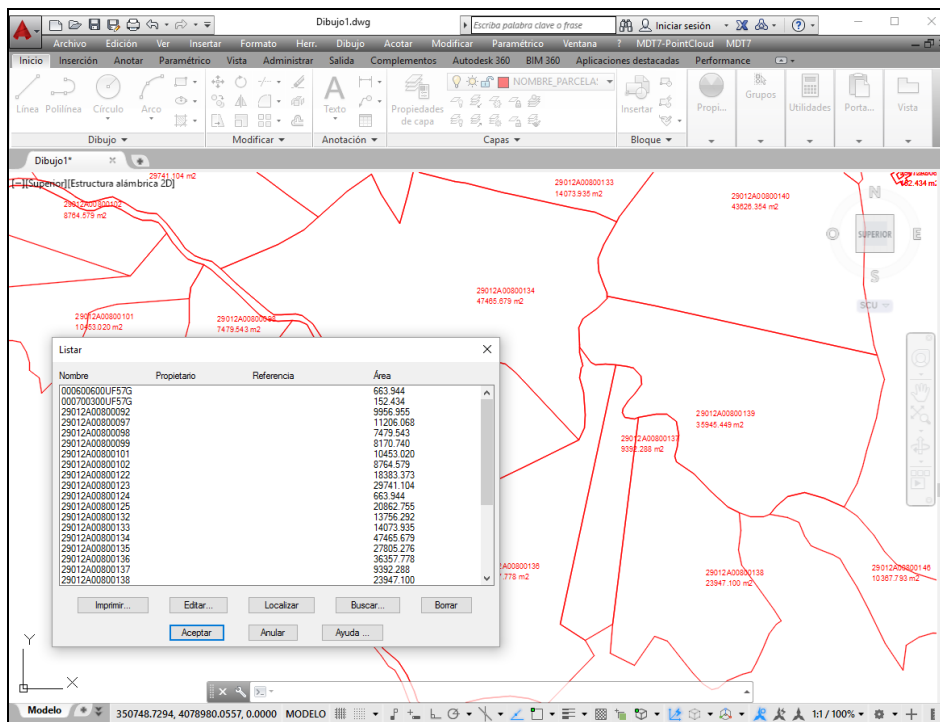 Dibujo1.dwg
Escriba palabra clave o frase
Iniciar sesión
Archivo Edición Ver Insertar Formato Herr. Dibujo Acotar Modificar Paramétrico Ventana ? MDT7-PointCloud MDT7
Inicio Inserción Anotar Paramétrico Vista Administrar Salida Complementos Autodesk 360 BIM 360 Aplicaciones destacadas Performance
NOMBRE_PARCELA
Línea Polilínea Círculo Arco Texto Propiedades de capa Insertar Propi... Grupos Utilidades Porta... Vista
Dibujo Modificar Anotación Capas Bloque
Dibujo1*
[-][Superior][Estructura alámbrica 2D]
29741.104 m2
29012A00800102
8764.579 m2
29012A00800133
14073.935 m2
29012A00800140
43626.354 m2
N
O SUPERIOR E
S
SCU
29012A00800134
47465.679 m2
29012A00800101
10453.020 m2
7479.543 m2
29012A00800139
35945.449 m2
29012A00800137
9392.288 m2
29012A00800138
23947.100 m2
29012A00800146
10367.793 m2
Listar
Nombre Propietario Referencia Área
000600600UF57G 663.944
000700300UF57G 152.434
29012A00800092 9956.955
29012A00800097 11206.068
29012A00800098 7479.543
29012A00800099 8170.740
29012A00800101 10453.020
29012A00800102 8764.579
29012A00800122 18383.373
29012A00800123 29741.104
29012A00800124 663.944
29012A00800125 20862.755
29012A00800132 13756.292
29012A00800133 14073.935
29012A00800134 47465.679
29012A00800135 27805.276
29012A00800136 36357.778
29012A00800137 9392.288
29012A00800138 23947.100
Imprimir... Editar... Localizar Buscar... Borrar
Aceptar Anular Ayuda ...
Y
X
Modelo 350748.7294, 4078980.0557, 0.0000 MODELO 1:1 / 100%